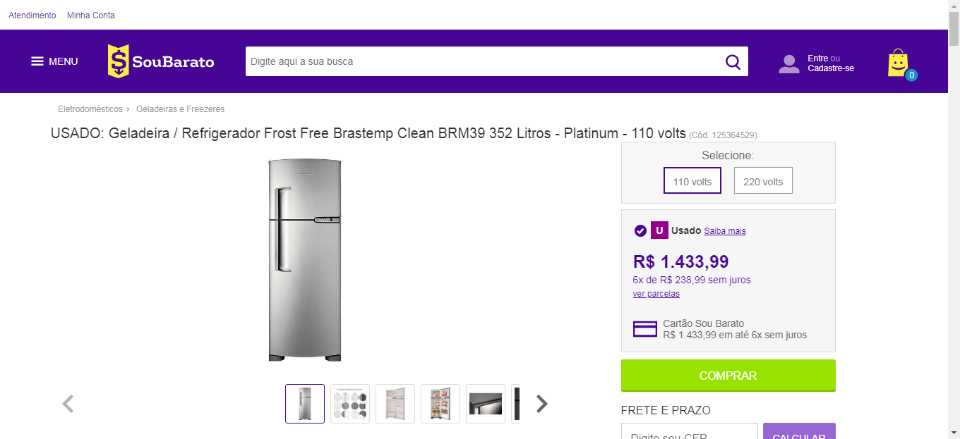 Atendimento Minha Conta
MENU SouBarato Digite aqui a sua busca Entre ou
Cadastre-se 0
Eletrodomésticos › Geladeiras e Freezeres
USADO: Geladeira / Refrigerador Frost Free Brastemp Clean BRM39 352 Litros - Platinum - 110 volts (Cód. 125364529)
Selecione:
110 volts 220 volts
U Usado Saiba mais
R$ 1.433,99
6x de R$ 238,99 sem juros
ver parcelas
Cartão Sou Barato
R$ 1.433,99 em até 6x sem juros
COMPRAR
FRETE E PRAZO
Digite seu CEP CALCULAR